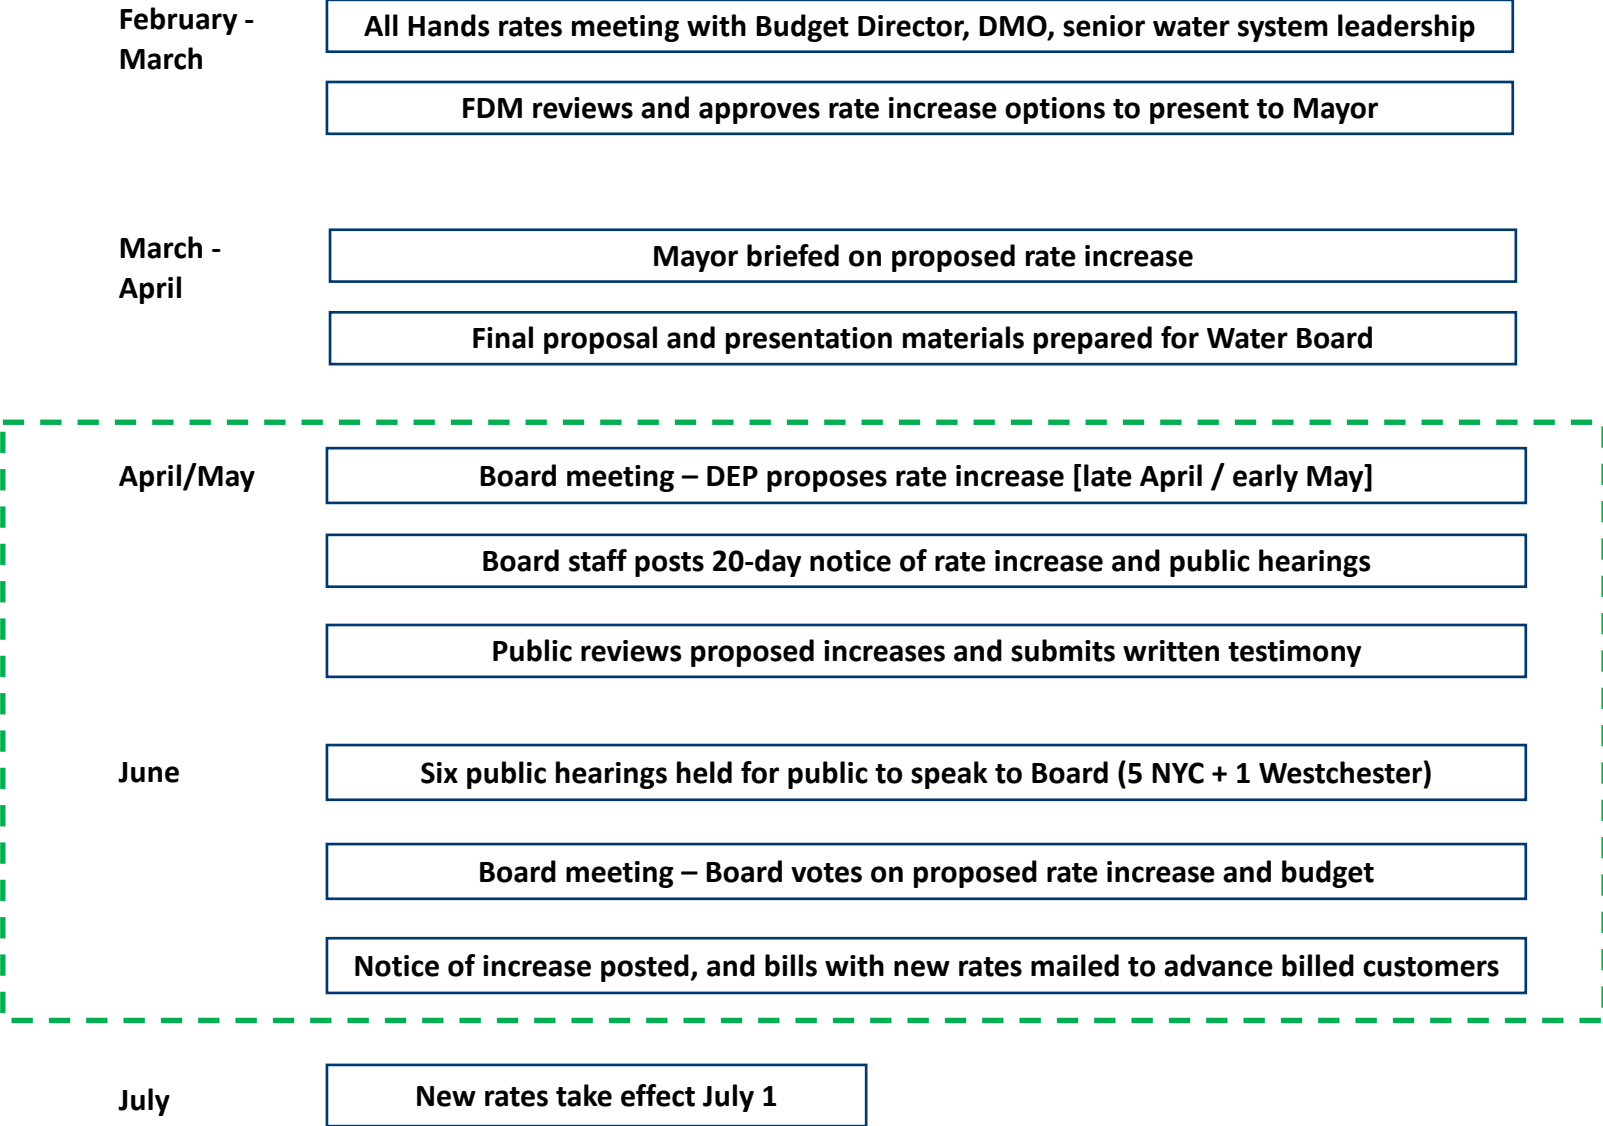 February -
March
All Hands rates meeting with Budget Director, DMO, senior water system leadership
FDM reviews and approves rate increase options to present to Mayor
March -
April
Mayor briefed on proposed rate increase
Final proposal and presentation materials prepared for Water Board
April/May
Board meeting – DEP proposes rate increase [late April / early May]
Board staff posts 20-day notice of rate increase and public hearings
Public reviews proposed increases and submits written testimony
June
Six public hearings held for public to speak to Board (5 NYC + 1 Westchester)
Board meeting – Board votes on proposed rate increase and budget
Notice of increase posted, and bills with new rates mailed to advance billed customers
July
New rates take effect July 1